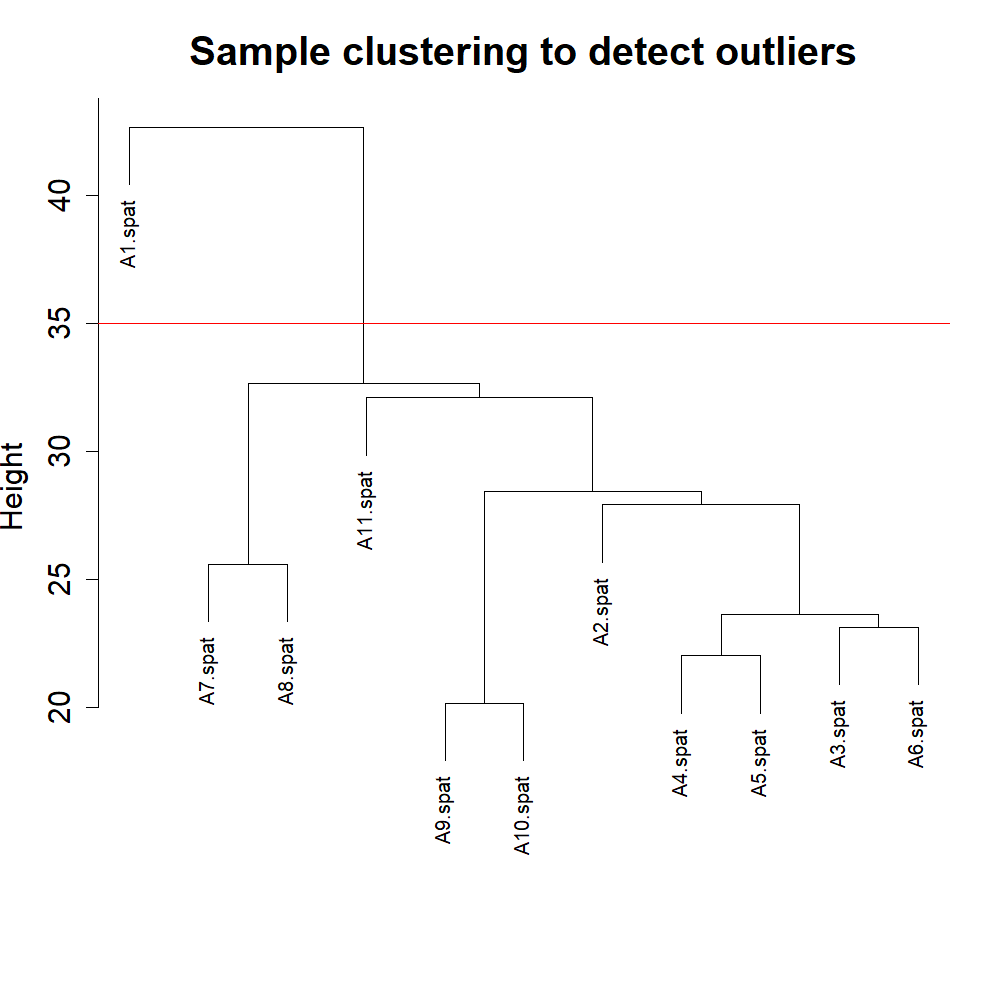 Sample clustering to detect outliers
Height
40
35
30
25
20
A1.spat
A7.spat
A8.spat
A11.spat
A9.spat
A10.spat
A2.spat
A4.spat
A5.spat
A3.spat
A6.spat